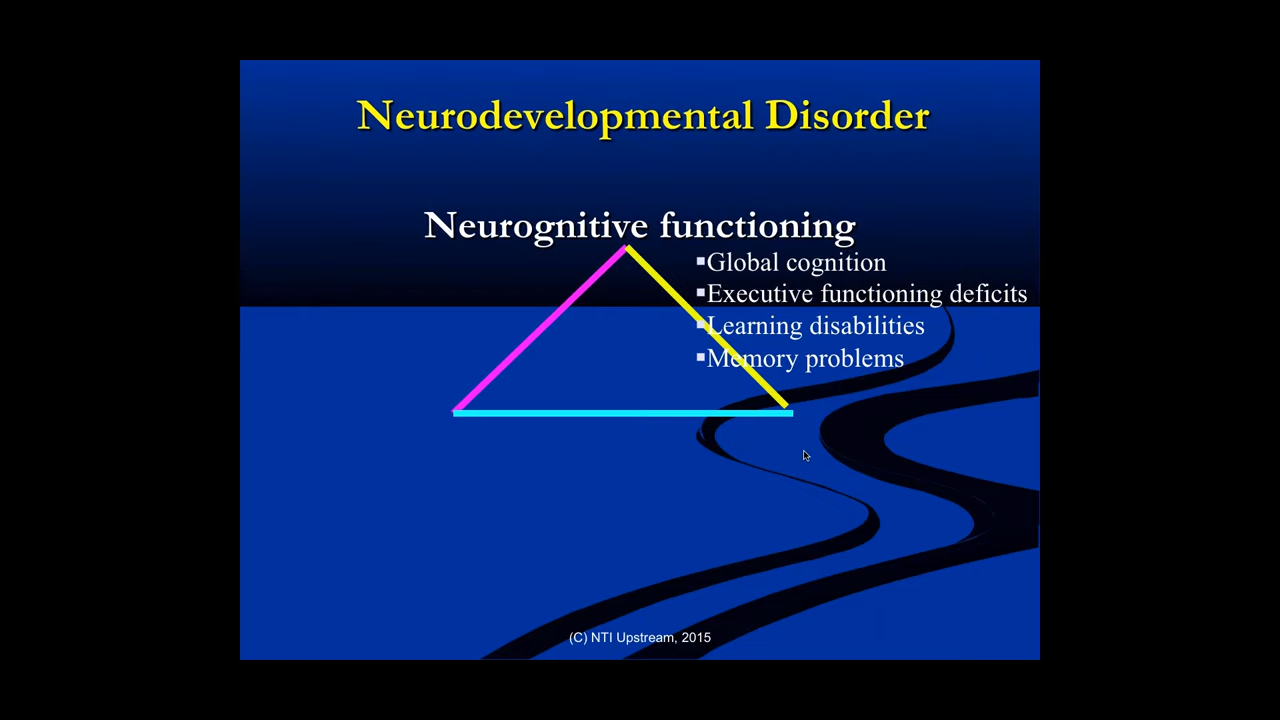 Neurodevelopmental Disorder
Neurognitive functioning
▪Global cognition
▪Executive functioning deficits
▪Learning disabilities
▪Memory problems
(C) NTI Upstream, 2015